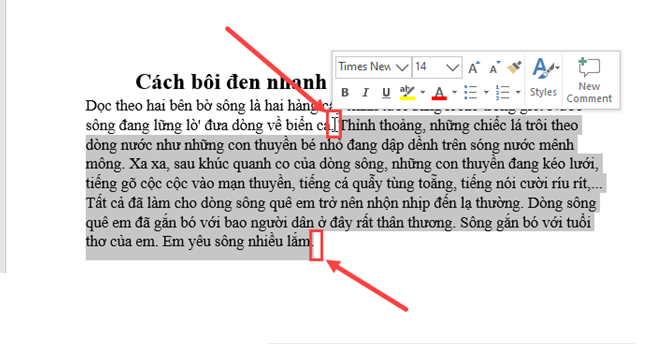 Times Nev 14 A A A
B I U ab A Styles New
Comment
Cách bôi đen nhanh
Dọc theo hai bên bờ sông là hai hàng
sông đang lững lờ' đưa dòng về biển cả. Thỉnh thoảng, những chiếc lá trôi theo
dòng nước như những con thuyền bé nhỏ đang dập dềnh trên sóng nước mênh
mông. Xa xa, sau khúc quanh co của dòng sông, những con thuyền đang kéo lưới,
tiếng gõ cộc cộc vào mạn thuyền, tiếng cá quẫy tùng toẵng, tiếng nói cười ríu rít,...
Tất cả đã làm cho dòng sông quê em trở nên nhộn nhịp đến lạ thường. Dòng sông
quê em đã gắn bó với bao người dân ở đây rất thân thương. Sông gắn bó với tuổi
thơ của em. Em yêu sông nhiều lắm.